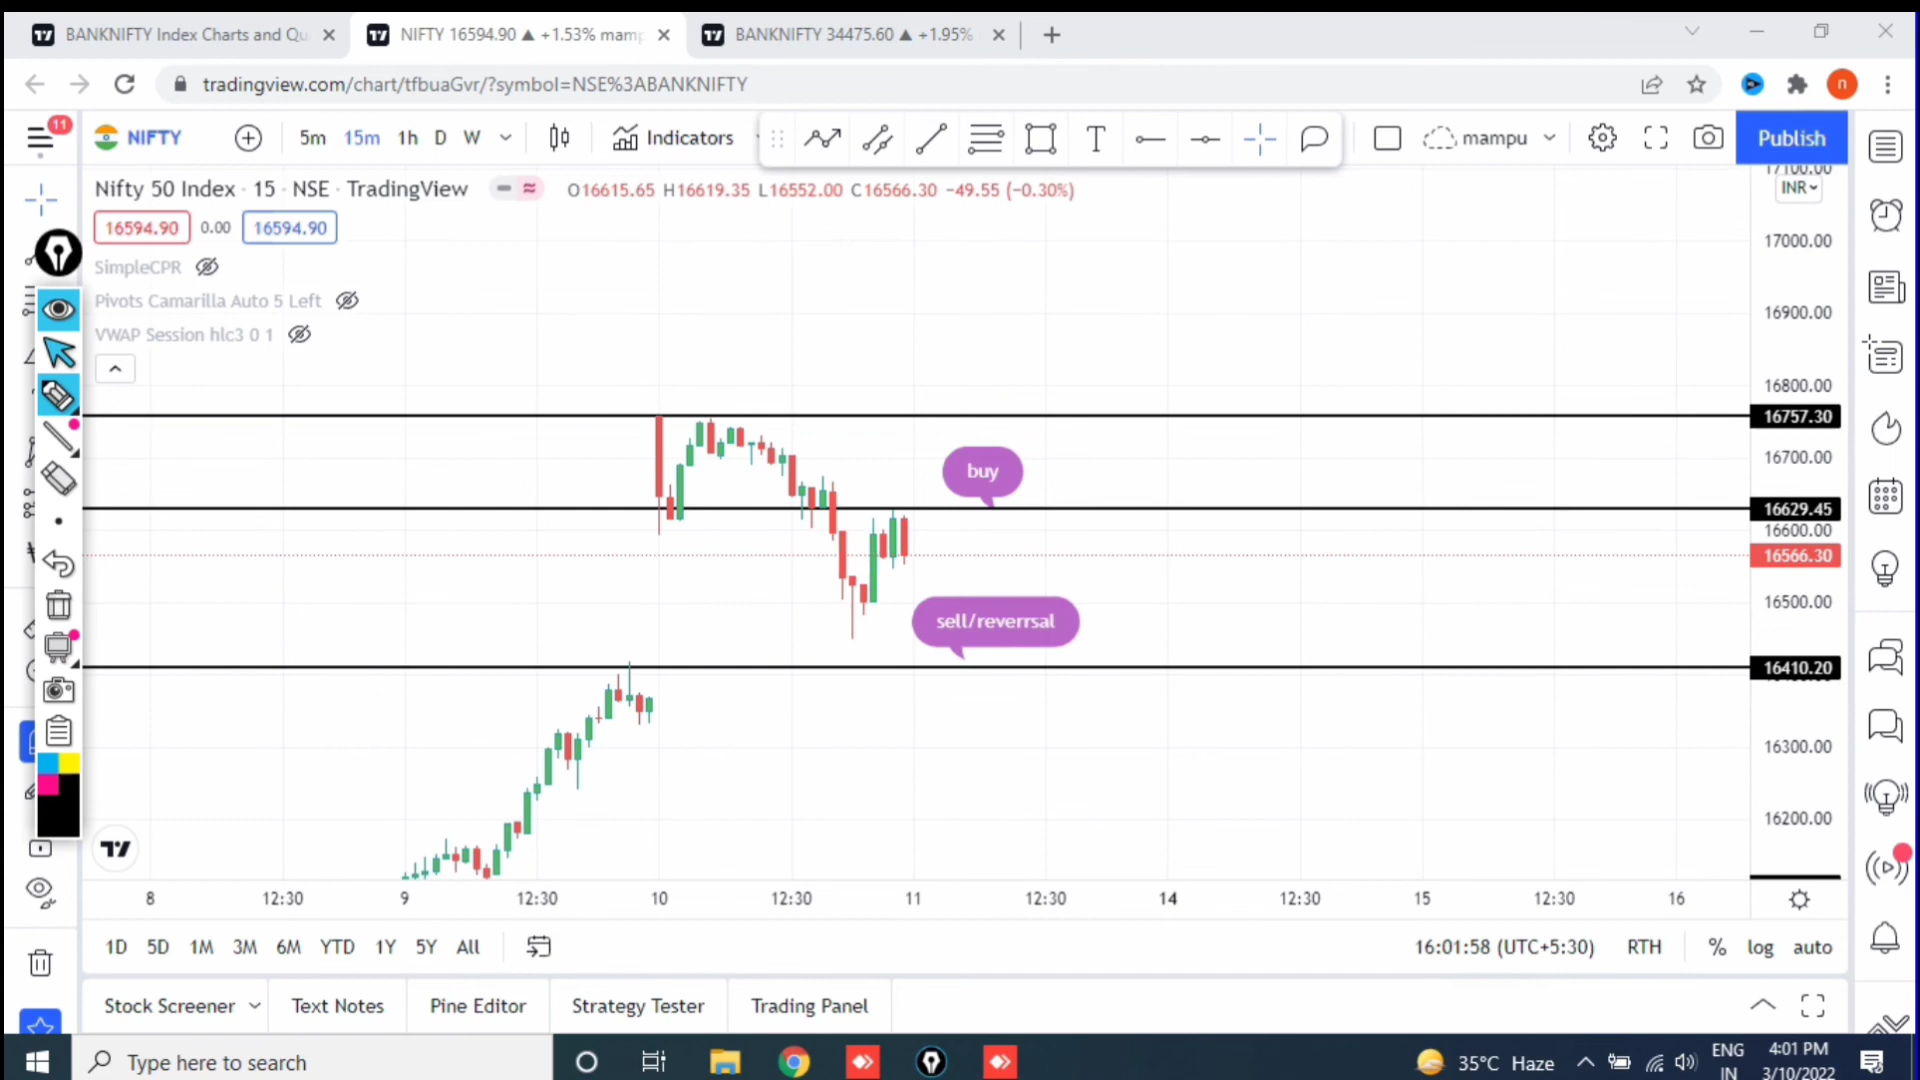 BANKNIFTY Index Charts and Qu
NIFTY 16594.90 ▲ +1.53% mamp
BANKNIFTY 34475.60 ▲ +1.95%
tradingview.com/chart/tfbuaGvr/?symbol=NSE%3ABANKNIFTY
n
11
NIFTY
5m 15m 1h D W
Indicators
T
mampu
Publish
Nifty 50 Index · 15 · NSE · TradingView
O16615.65 H16619.35 L16552.00 C16566.30 −49.55 (−0.30%)
INR
16594.90 0.00 16594.90
SimpleCPR
Pivots Camarilla Auto 5 Left
VWAP Session hlc3 0 1
17100.00
17000.00
16900.00
16800.00
16757.30
16700.00
buy
16629.45
16600.00
16566.30
16500.00
sell/reverrsal
16410.20
16300.00
16200.00
8 12:30 9 12:30 10 12:30 11 12:30 14 12:30 15 12:30 16
1D 5D 1M 3M 6M YTD 1Y 5Y All
16:01:58 (UTC+5:30) RTH % log auto
Stock Screener Text Notes Pine Editor Strategy Tester Trading Panel
Type here to search
35°C Haze
ENG
IN
4:01 PM
3/10/2022